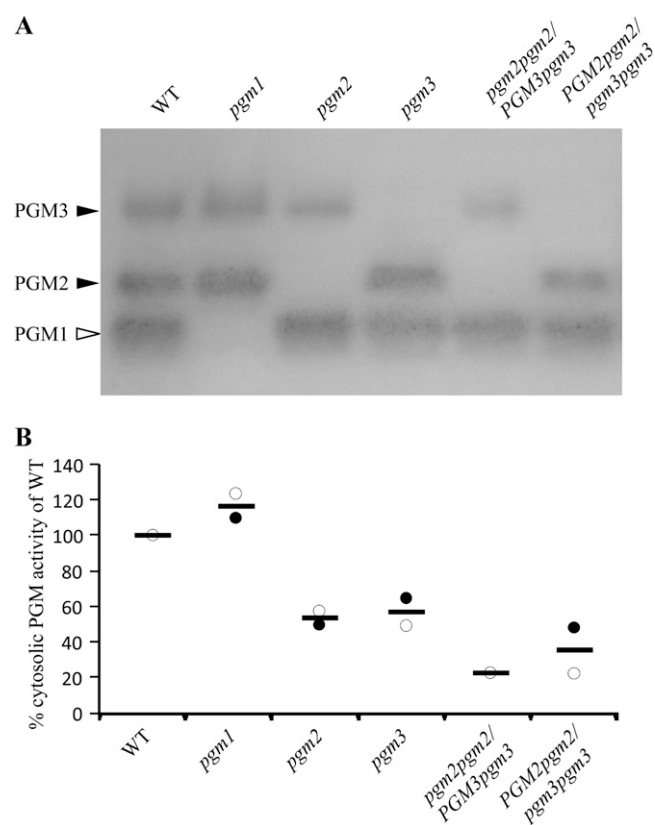 A
WT
pgm1
pgm2
pgm3
pgm2pgm2/
PGM3pgm3
PGM2pgm2/
pgm3pgm3
PGM3
PGM2
PGM1
B
% cytosolic PGM activity of WT
140
120
100
80
60
40
20
0
WT
pgm1
pgm2
pgm3
pgm2pgm2/
PGM3pgm3
PGM2pgm2/
pgm3pgm3